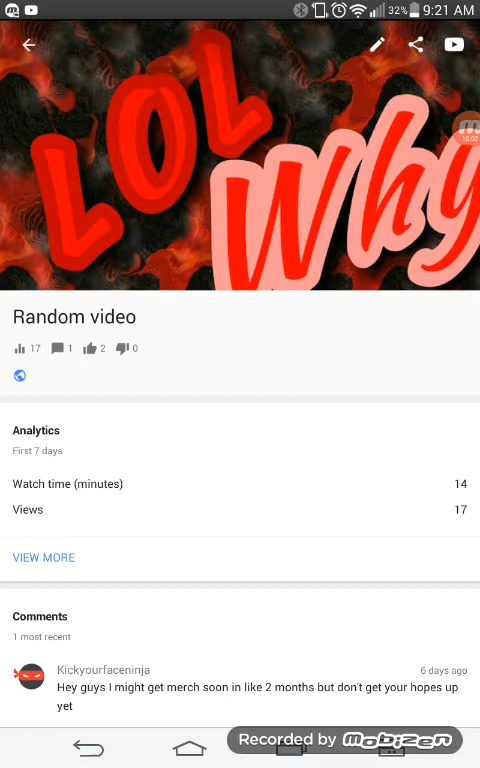 32% 9:21 AM
LOL
Why
10:02
Random video
17 1 2 0
Analytics
First 7 days
Watch time (minutes) 14
Views 17
VIEW MORE
Comments
1 most recent
Kickyourfaceninja 6 days ago
Hey guys I might get merch soon in like 2 months but don't get your hopes up
yet
Recorded by Mobizen